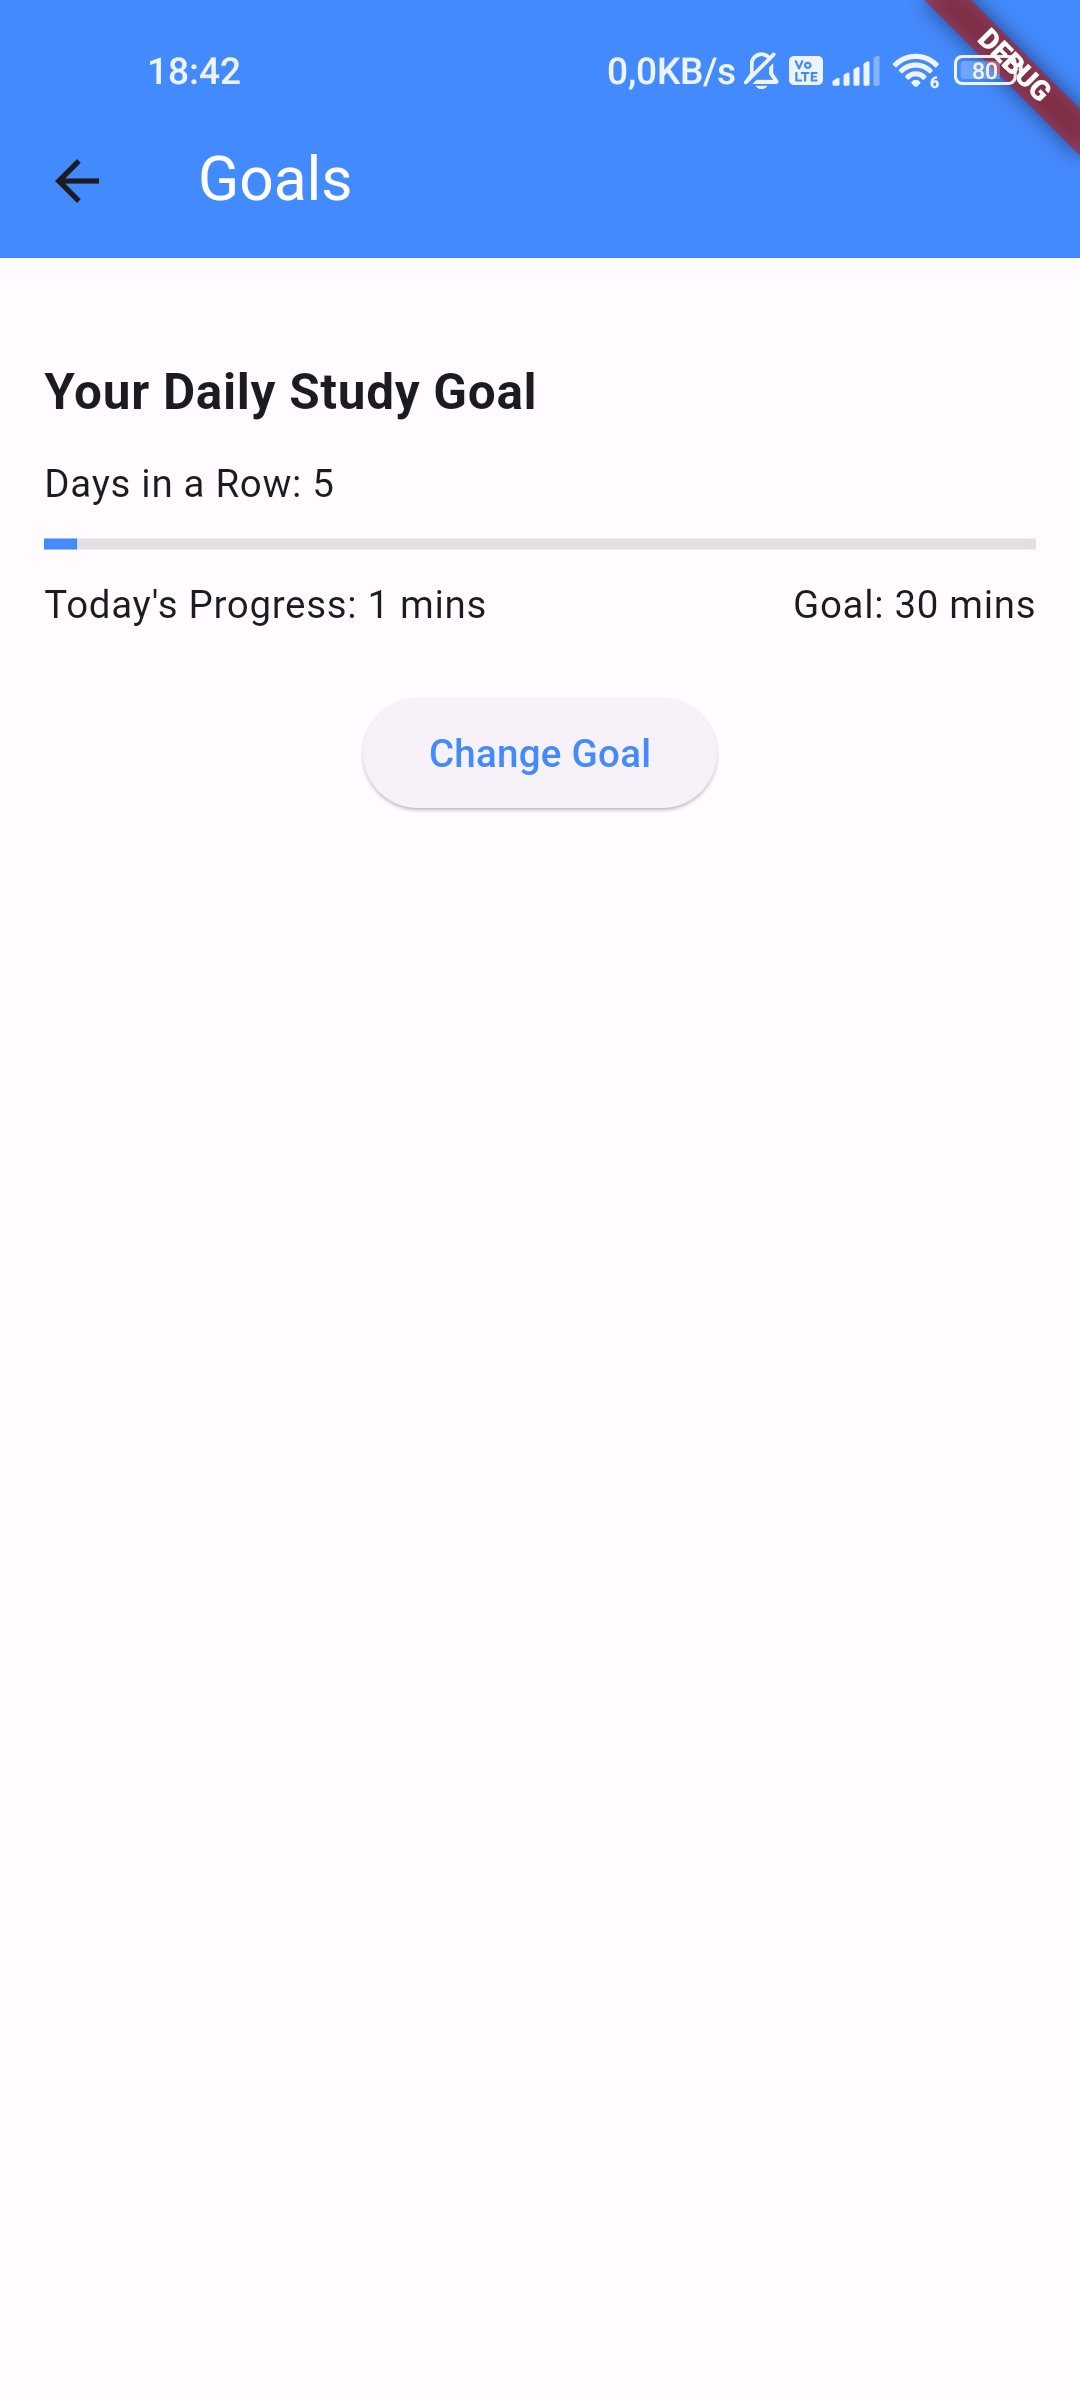 18:42
0,0KB/s
Vo
LTE
6
80
DEBUG
Goals
Your Daily Study Goal
Days in a Row: 5
Today's Progress: 1 mins
Goal: 30 mins
Change Goal